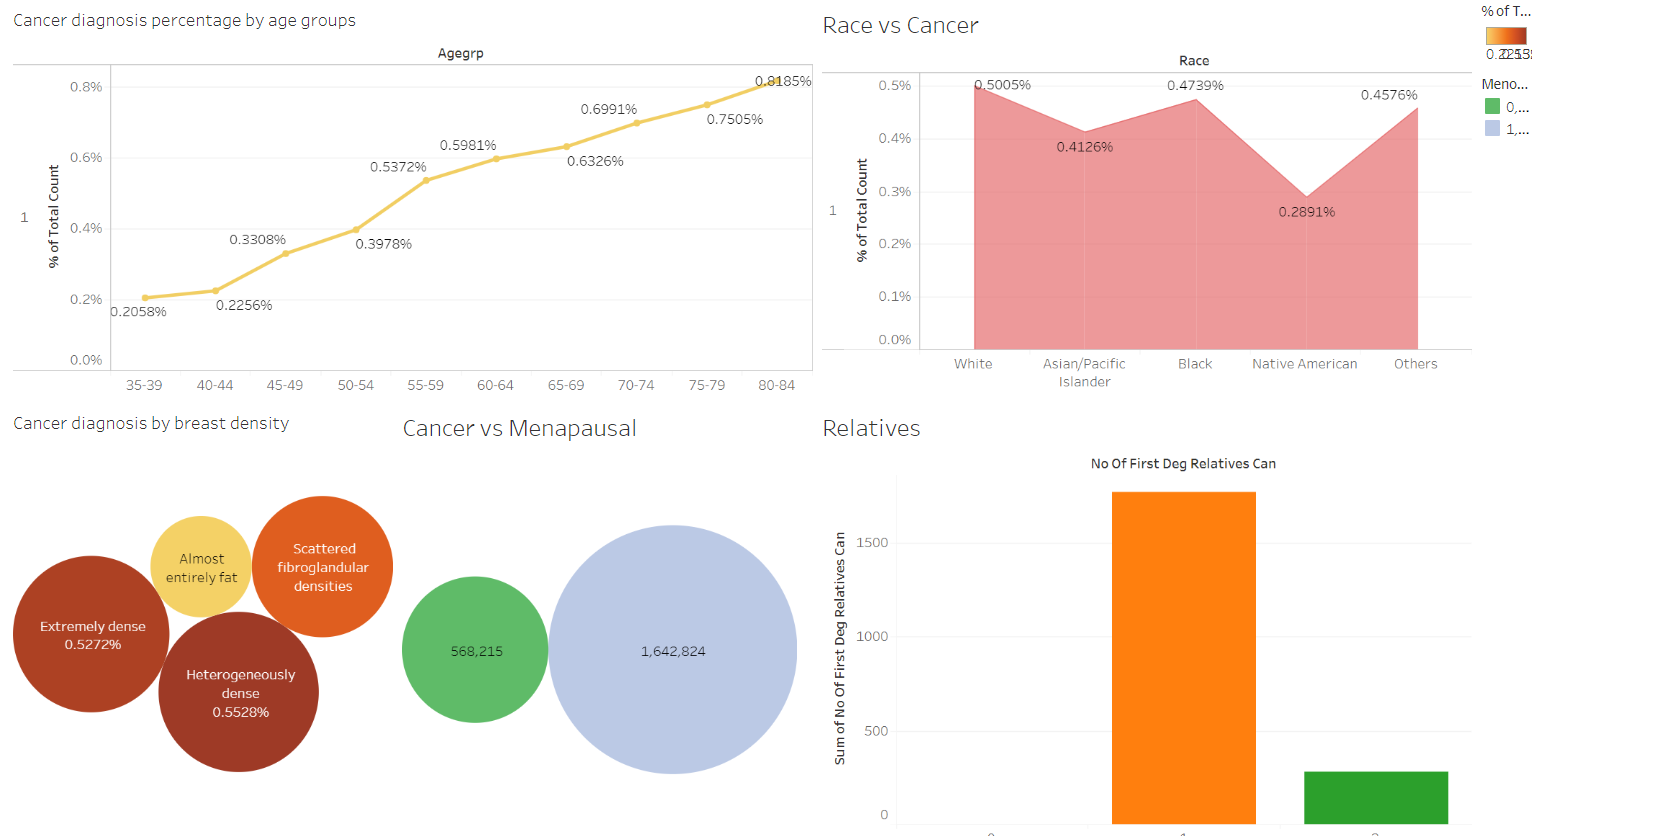 Cancer diagnosis percentage by age groups
Agegrp
% of Total Count
1
0.8%
0.6%
0.4%
0.2%
0.0%
0.2058%
0.2256%
0.3308%
0.3978%
0.5372%
0.5981%
0.6326%
0.6991%
0.7505%
0.8185%
35-39
40-44
45-49
50-54
55-59
60-64
65-69
70-74
75-79
80-84
Race vs Cancer
Race
% of Total Count
1
0.5%
0.4%
0.3%
0.2%
0.1%
0.0%
0.5005%
0.4126%
0.4739%
0.2891%
0.4576%
White
Asian/Pacific
Islander
Black
Native American
Others
% of T...
Meno...
0,...
1,...
Cancer diagnosis by breast density
Almost
entirely fat
Scattered
fibroglandular
densities
Extremely dense
0.5272%
Heterogeneously
dense
0.5528%
Cancer vs Menapausal
568,215
1,642,824
Relatives
No Of First Deg Relatives Can
Sum of No Of First Deg Relatives Can
1500
1000
500
0